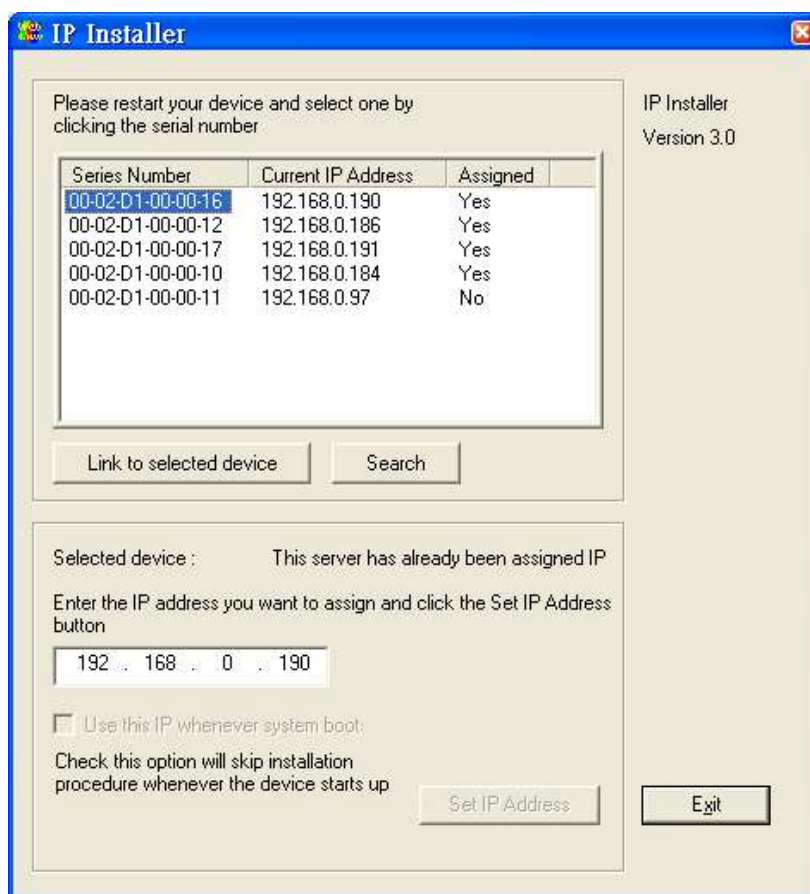 IP Installer
Please restart your device and select one by
clicking the serial number
IP Installer
Version 3.0
Series Number Current IP Address Assigned
00-02-D1-00-00-16 192.168.0.190 Yes
00-02-D1-00-00-12 192.168.0.186 Yes
00-02-D1-00-00-17 192.168.0.191 Yes
00-02-D1-00-00-10 192.168.0.184 Yes
00-02-D1-00-00-11 192.168.0.97 No
Link to selected device Search
Selected device : This server has already been assigned IP
Enter the IP address you want to assign and click the Set IP Address
button
192 . 168 . 0 . 190
Use this IP whenever system boot.
Check this option will skip installation
procedure whenever the device starts up
Set IP Address
Exit